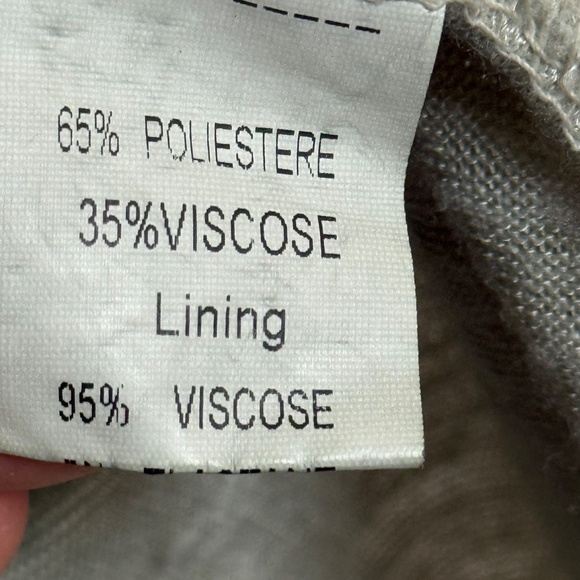 65% POLIESTERE
35%VISCOSE
Lining
95% VISCOSE